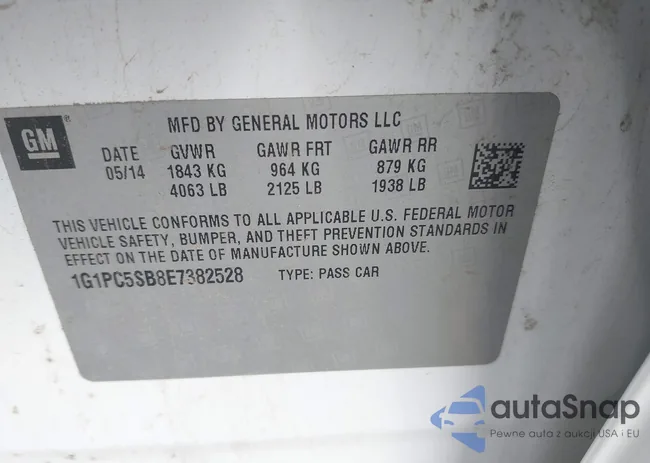 GM
MFD BY GENERAL MOTORS LLC
DATE GVWR GAWR FRT GAWR RR
05/14 1843 KG 964 KG 879 KG
4063 LB 2125 LB 1938 LB
THIS VEHICLE CONFORMS TO ALL APPLICABLE U.S. FEDERAL MOTOR
VEHICLE SAFETY, BUMPER, AND THEFT PREVENTION STANDARDS IN
EFFECT ON THE DATE OF MANUFACTURE SHOWN ABOVE.
1G1PC5SB8E7382528 TYPE: PASS CAR
autaSnap
Pewne auta z aukcji USA i EU